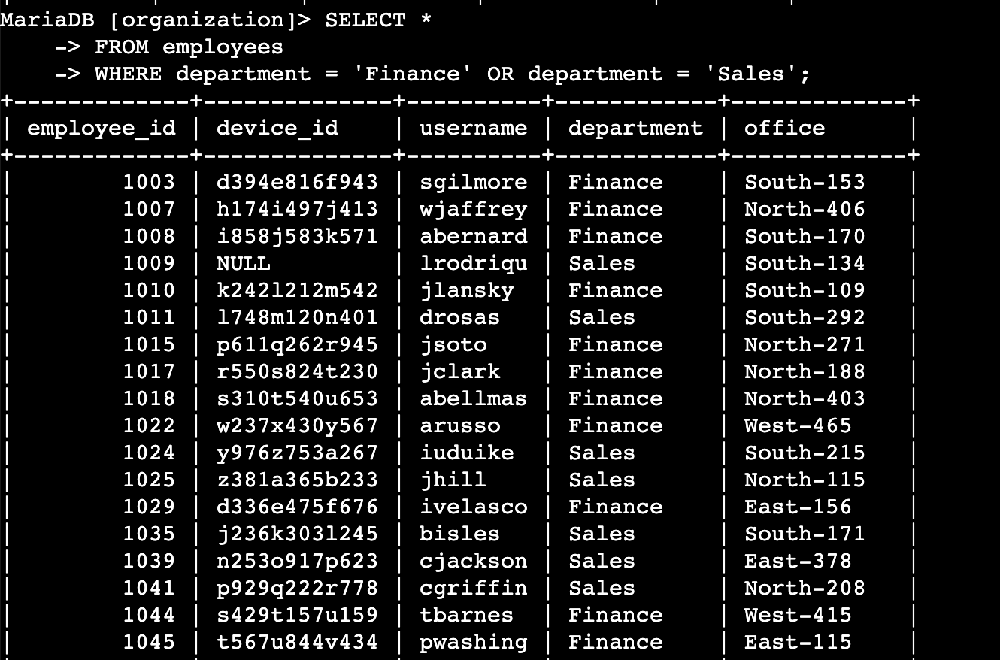 MariaDB [organization]> SELECT *
    -> FROM employees
    -> WHERE department = 'Finance' OR department = 'Sales';
+-------------+--------------+----------+------------+-------------+
| employee_id | device_id    | username | department | office      |
+-------------+--------------+----------+------------+-------------+
|        1003 | d394e816f943 | sgilmore | Finance    | South-153   |
|        1007 | h174i497j413 | wjaffrey | Finance    | North-406   |
|        1008 | i858j583k571 | abernard | Finance    | South-170   |
|        1009 | NULL         | lrodriqu | Sales      | South-134   |
|        1010 | k242l212m542 | jlansky  | Finance    | South-109   |
|        1011 | l748m120n401 | drosas   | Sales      | South-292   |
|        1015 | p611q262r945 | jsoto    | Finance    | North-271   |
|        1017 | r550s824t230 | jclark   | Finance    | North-188   |
|        1018 | s310t540u653 | abellmas | Finance    | North-403   |
|        1022 | w237x430y567 | arusso   | Finance    | West-465    |
|        1024 | y976z753a267 | iuduike  | Sales      | South-215   |
|        1025 | z381a365b233 | jhill    | Sales      | North-115   |
|        1029 | d336e475f676 | ivelasco | Finance    | East-156    |
|        1035 | j236k303l245 | bisles   | Sales      | South-171   |
|        1039 | n253o917p623 | cjackson | Sales      | East-378    |
|        1041 | p929q222r778 | cgriffin | Sales      | North-208   |
|        1044 | s429t157u159 | tbarnes  | Finance    | West-415    |
|        1045 | t567u844v434 | pwashing | Finance    | East-115    |